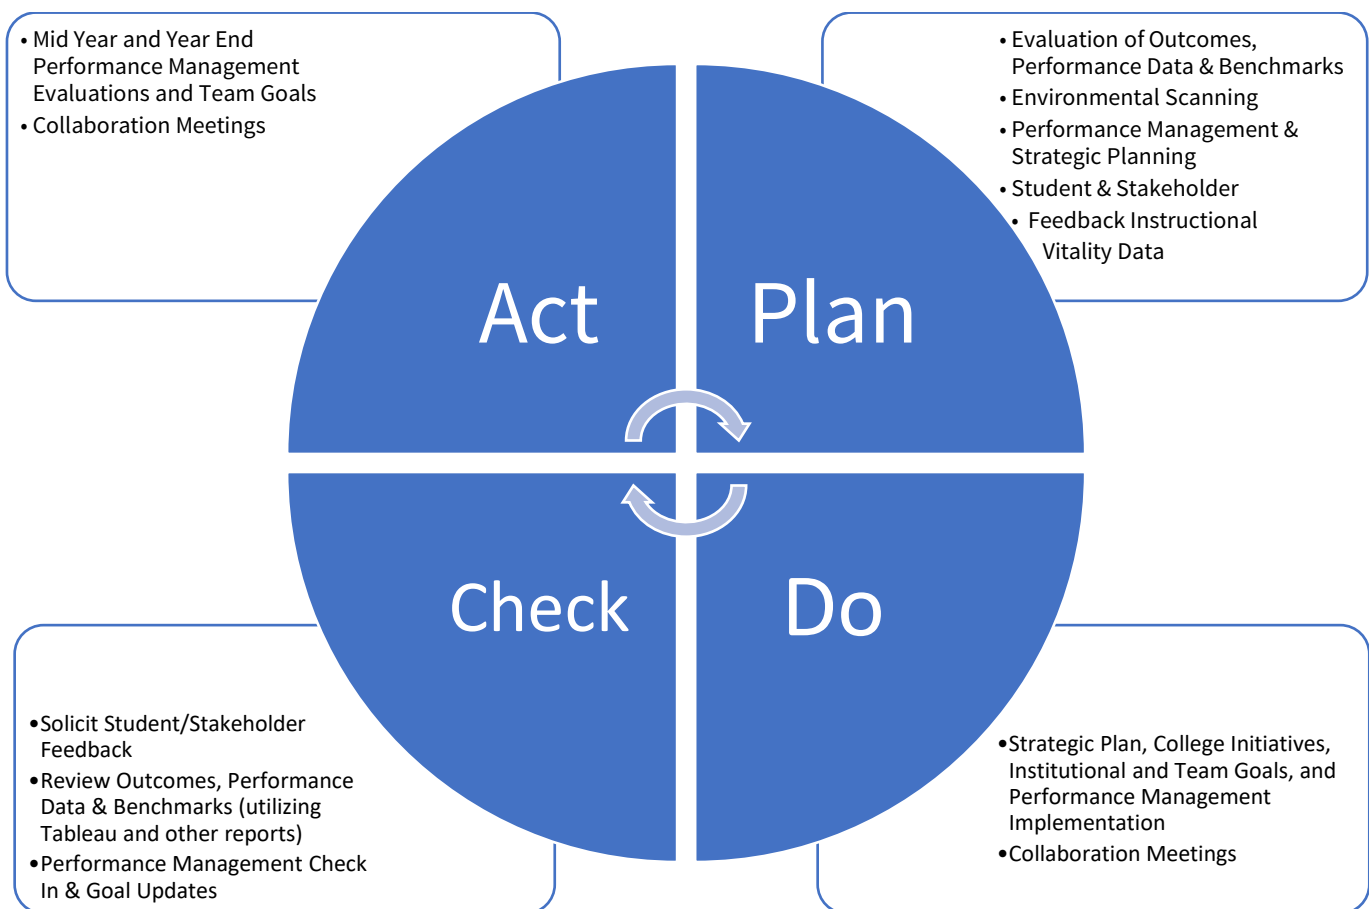 • Mid Year and Year End
Performance Management
Evaluations and Team Goals
• Collaboration Meetings
• Evaluation of Outcomes,
Performance Data & Benchmarks
• Environmental Scanning
• Performance Management &
Strategic Planning
• Student & Stakeholder
• Feedback Instructional
Vitality Data
Act
Plan
Check
Do
•Solicit Student/Stakeholder
Feedback
•Review Outcomes, Performance
Data & Benchmarks (utilizing
Tableau and other reports)
•Performance Management Check
In & Goal Updates
•Strategic Plan, College Initiatives,
Institutional and Team Goals, and
Performance Management
Implementation
•Collaboration Meetings